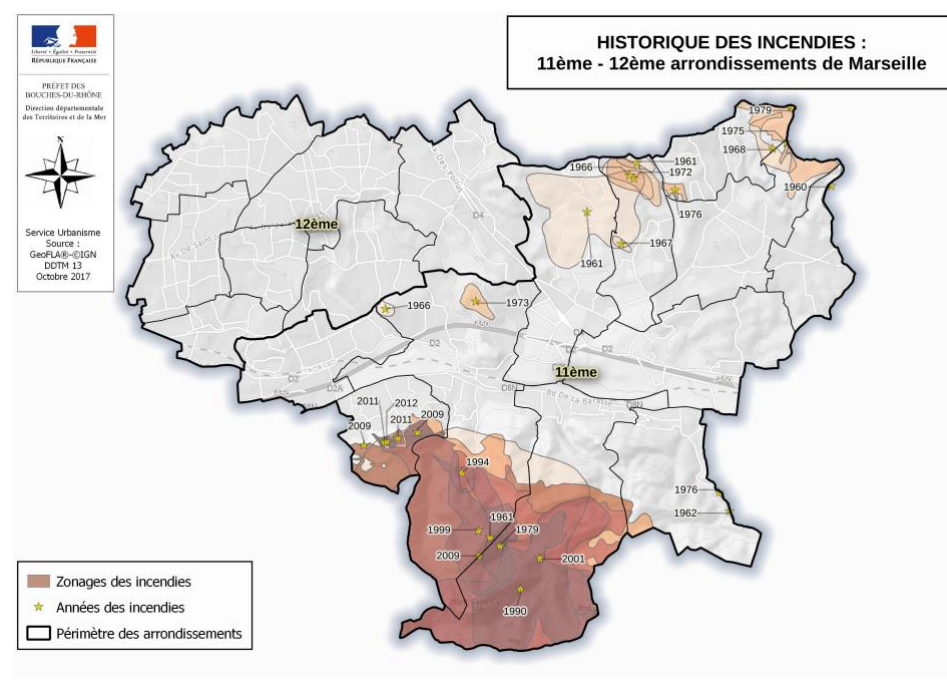 Liberté • Égalité • Fraternité
RÉPUBLIQUE FRANÇAISE
PRÉFET DES
BOUCHES-DU-RHÔNE
Direction départementale
des Territoires et de la Mer
N
Service Urbanisme
Source :
GeoFLA®-©IGN
DDTM 13
Octobre 2017
HISTORIQUE DES INCENDIES :
11ème - 12ème arrondissements de Marseille
1979
1975
1968
1960
1966
1961
1972
1976
1967
1961
12ème
D4
1966
1973
D2
D2
D2
D2A
11ème
D8N
Bd De La Barasse
D8N
2011
2012
2011
2009
2009
1994
1961
1999
1979
2009
2001
1990
1976
1962
Zonages des incendies
Années des incendies
Périmètre des arrondissements